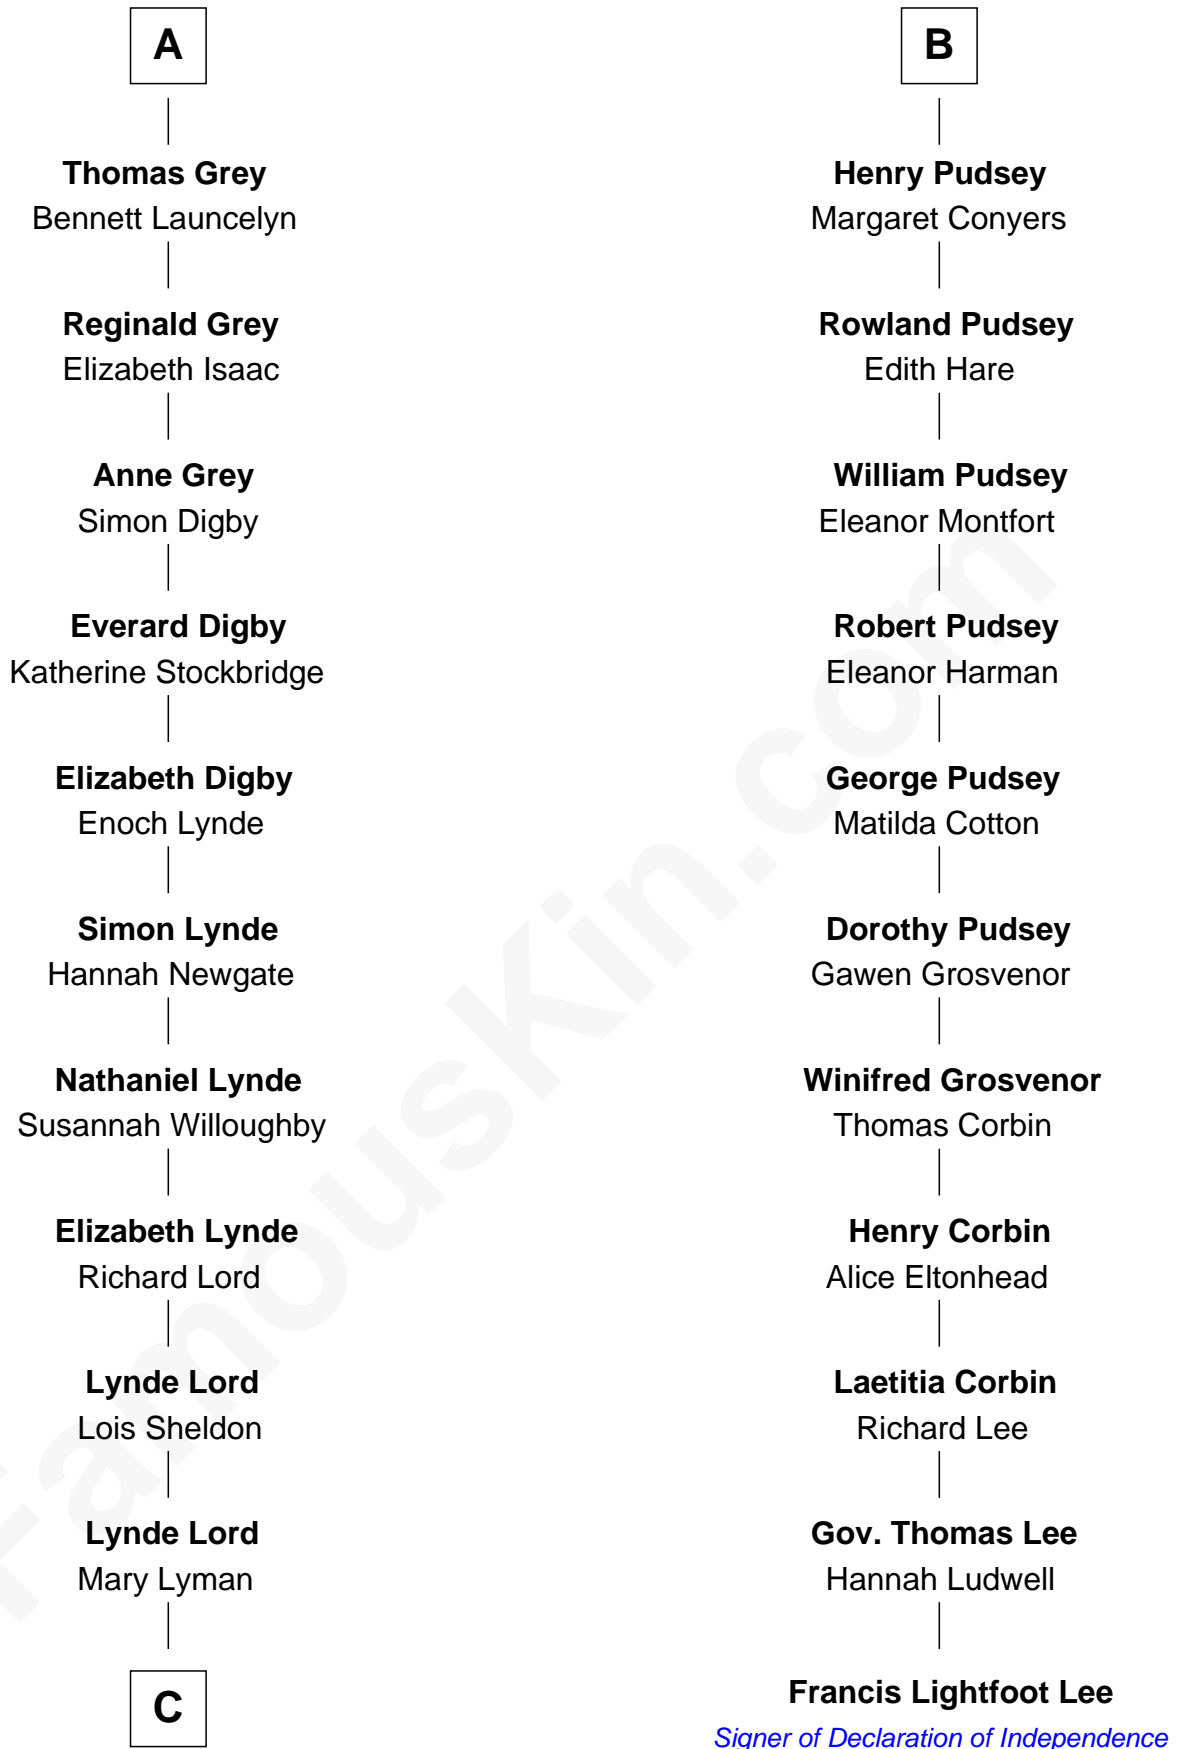 A
Thomas Grey
Bennett Launcelyn
Reginald Grey
Elizabeth Isaac
Anne Grey
Simon Digby
Everard Digby
Katherine Stockbridge
Elizabeth Digby
Enoch Lynde
Simon Lynde
Hannah Newgate
Nathaniel Lynde
Susannah Willoughby
Elizabeth Lynde
Richard Lord
Lynde Lord
Lois Sheldon
Lynde Lord
Mary Lyman
C
B
Henry Pudsey
Margaret Conyers
Rowland Pudsey
Edith Hare
William Pudsey
Eleanor Montfort
Robert Pudsey
Eleanor Harman
George Pudsey
Matilda Cotton
Dorothy Pudsey
Gawen Grosvenor
Winifred Grosvenor
Thomas Corbin
Henry Corbin
Alice Eltonhead
Laetitia Corbin
Richard Lee
Gov. Thomas Lee
Hannah Ludwell
Francis Lightfoot Lee
Signer of Declaration of Independence
FamousKin.com